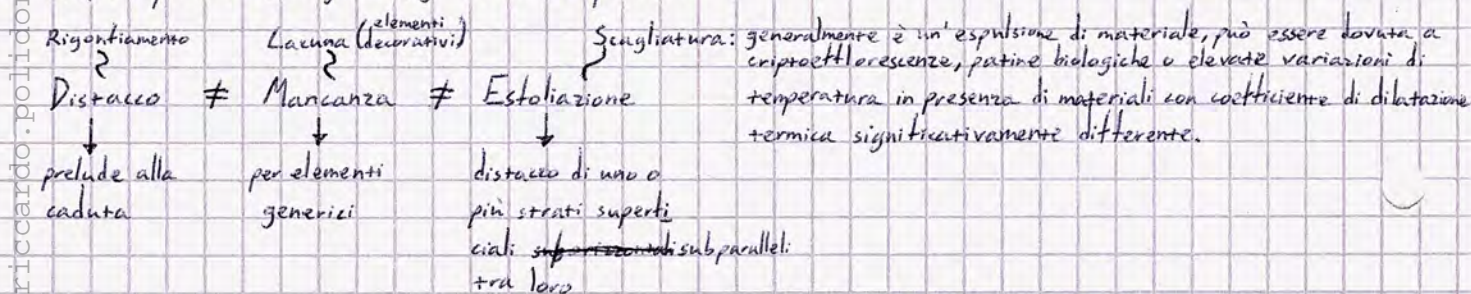 Rigonfiamento
Lacuna (elementi decorativi)
Scagliatura: generalmente è un'espulsione di materiale, può essere dovuta a
criptoefflorescenze, patine biologiche o elevate variazioni di
temperatura in presenza di materiali con coefficiente di dilatazione
termica significativamente differente.
Distacco ≠ Mancanza ≠ Esfoliazione
prelude alla
caduta
per elementi
generici
distacco di uno o
più strati superfi
ciali suborizzontali subparalleli
tra loro
riccardo.polidor